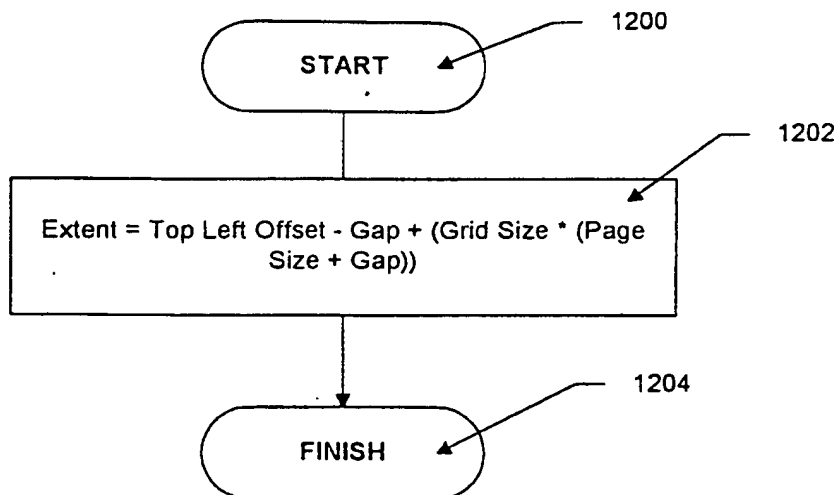 1200
START
1202
Extent = Top Left Offset - Gap + (Grid Size * (Page
Size + Gap))
1204
FINISH